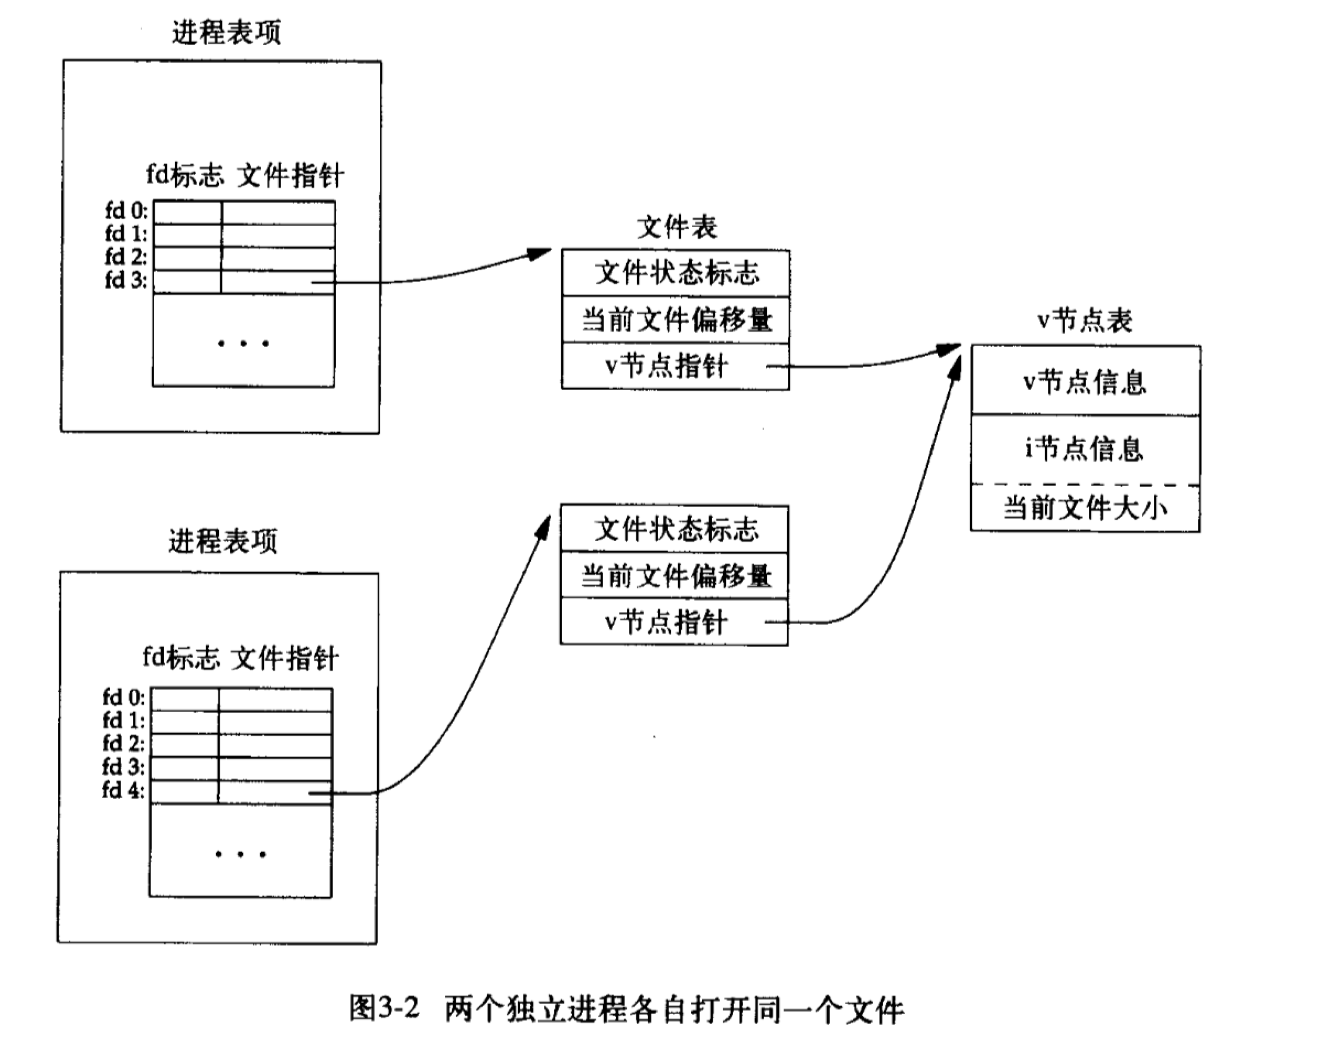 进程表项
fd标志 文件指针
fd 0:
fd 1:
fd 2:
fd 3:
• • •
文件表
文件状态标志
当前文件偏移量
v节点指针
v节点表
v节点信息
i节点信息
当前文件大小
进程表项
fd标志 文件指针
fd 0:
fd 1:
fd 2:
fd 3:
fd 4:
• • •
文件状态标志
当前文件偏移量
v节点指针
图3-2 两个独立进程各自打开同一个文件